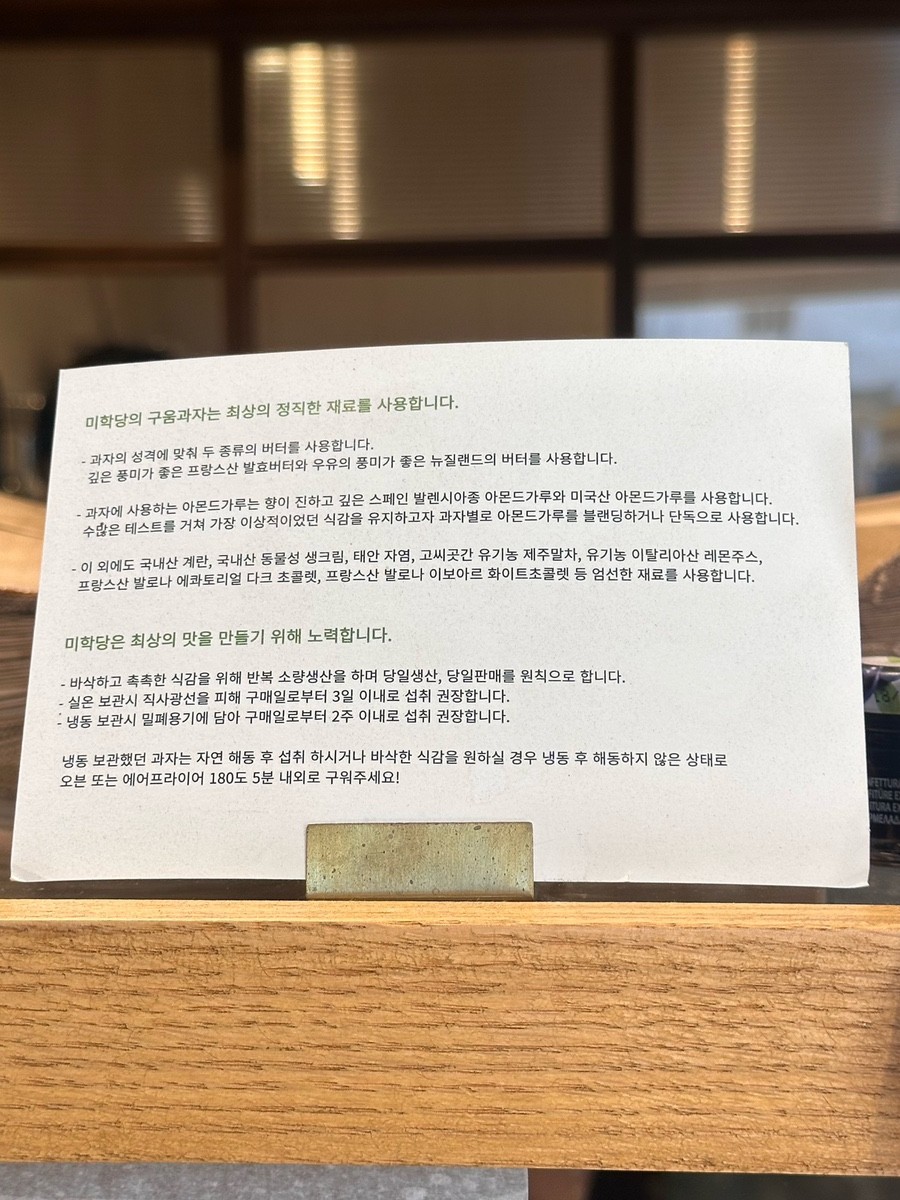 미학당의 구움과자는 최상의 정직한 재료를 사용합니다.
- 과자의 성격에 맞춰 두 종류의 버터를 사용합니다.
깊은 풍미가 좋은 프랑스산 발효버터와 우유의 풍미가 좋은 뉴질랜드의 버터를 사용합니다.
- 과자에 사용하는 아몬드가루는 향이 진하고 깊은 스페인 발렌시아종 아몬드가루와 미국산 아몬드가루를 사용합니다.
수많은 테스트를 거쳐 가장 이상적이었던 식감을 유지하고자 과자별로 아몬드가루를 블랜딩하거나 단독으로 사용합니다.
- 이 외에도 국내산 계란, 국내산 동물성 생크림, 태안 자염, 고씨곳간 유기농 제주말차, 유기농 이탈리아산 레몬주스,
프랑스산 발로나 에콰토리얼 다크 초콜렛, 프랑스산 발로나 이보아르 화이트초콜렛 등 엄선한 재료를 사용합니다.
미학당은 최상의 맛을 만들기 위해 노력합니다.
- 바삭하고 촉촉한 식감을 위해 반복 소량생산을 하며 당일생산, 당일판매를 원칙으로 합니다.
- 실온 보관시 직사광선을 피해 구매일로부터 3일 이내로 섭취 권장합니다.
- 냉동 보관시 밀폐용기에 담아 구매일로부터 2주 이내로 섭취 권장합니다.
냉동 보관했던 과자는 자연 해동 후 섭취 하시거나 바삭한 식감을 원하실 경우 냉동 후 해동하지 않은 상태로
오븐 또는 에어프라이어 180도 5분 내외로 구워주세요!